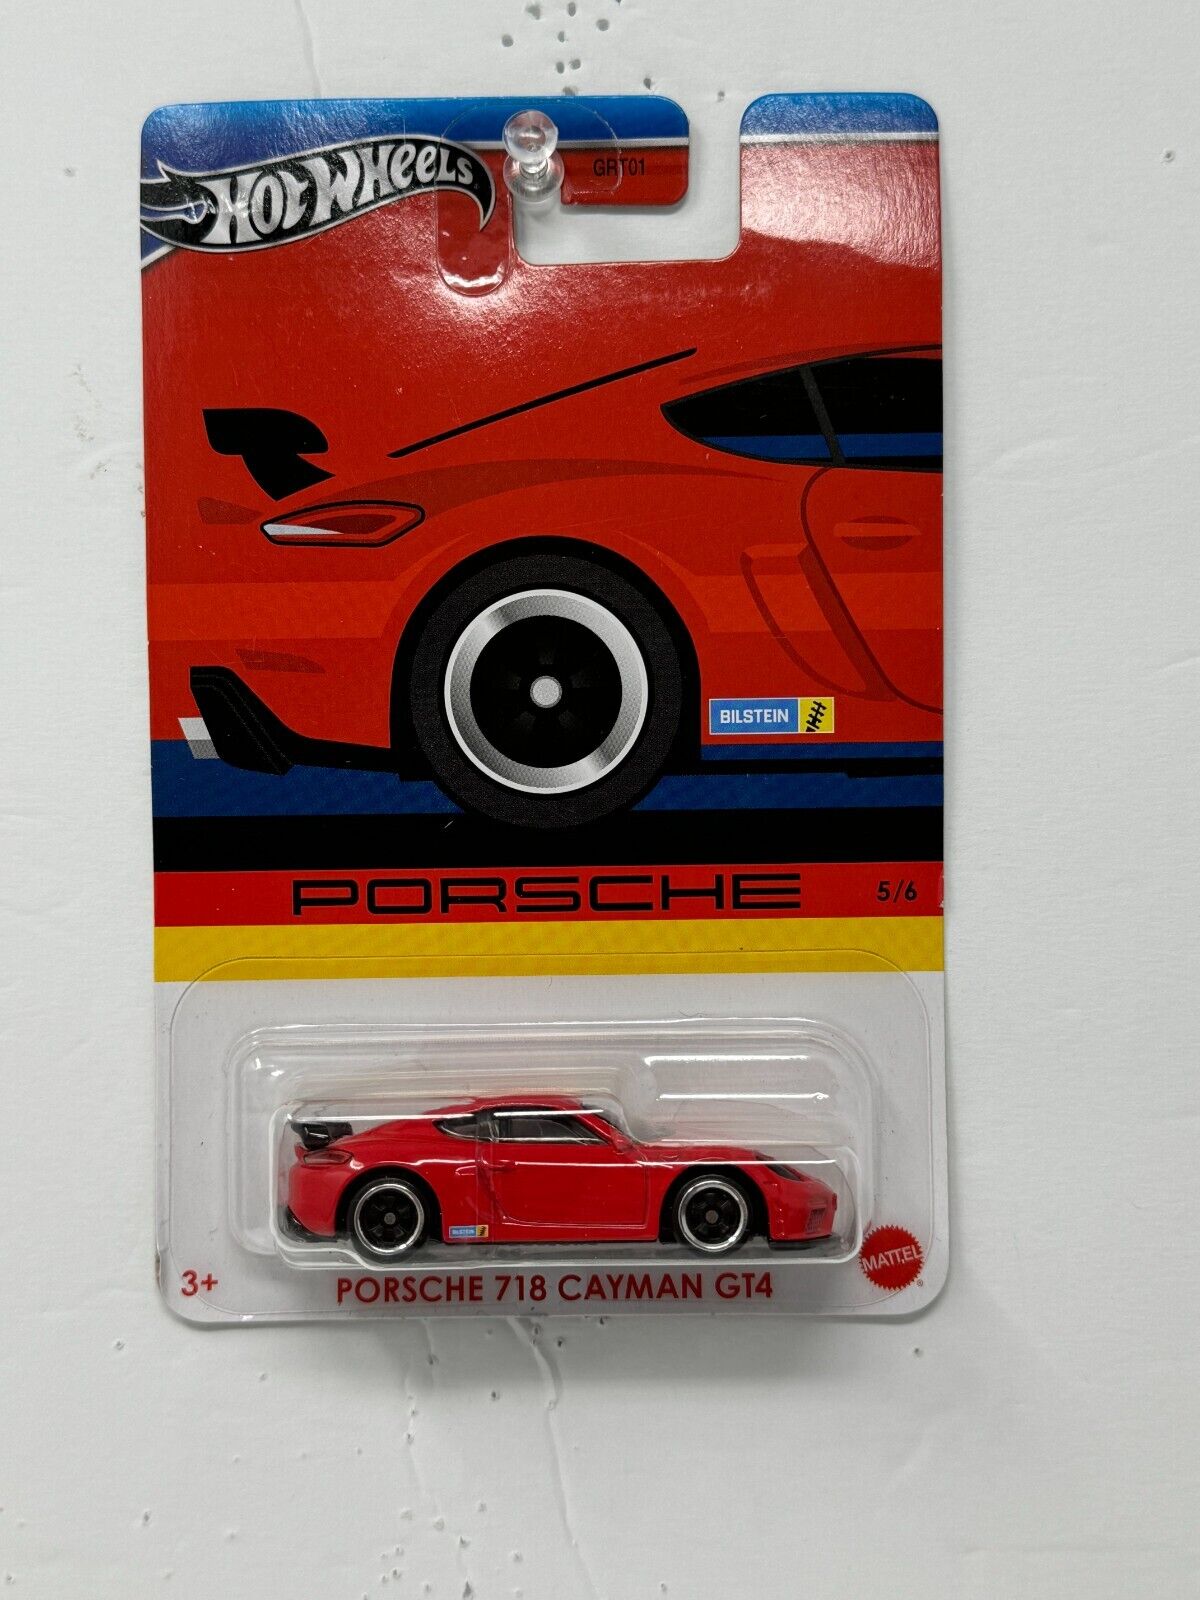 HOT WHEELS
GRT01
BILSTEIN
PORSCHE 5/6
BILSTEIN
3+ PORSCHE 718 CAYMAN GT4 MATTEL ®